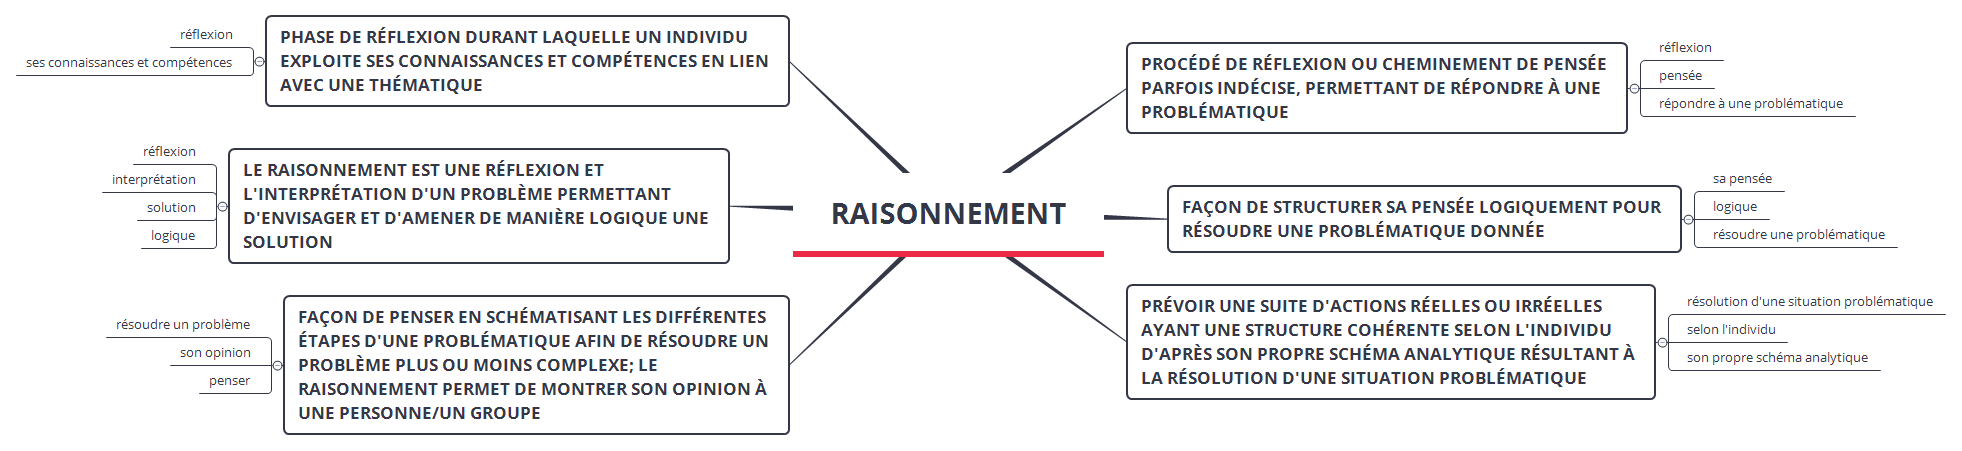 réflexion
ses connaissances et compétences
PHASE DE RÉFLEXION DURANT LAQUELLE UN INDIVIDU
EXPLOITE SES CONNAISSANCES ET COMPÉTENCES EN LIEN
AVEC UNE THÉMATIQUE
réflexion
interprétation
solution
logique
LE RAISONNEMENT EST UNE RÉFLEXION ET
L'INTERPRÉTATION D'UN PROBLÈME PERMETTANT
D'ENVISAGER ET D'AMENER DE MANIÈRE LOGIQUE UNE
SOLUTION
résoudre un problème
son opinion
penser
FAÇON DE PENSER EN SCHÉMATISANT LES DIFFÉRENTES
ÉTAPES D'UNE PROBLÉMATIQUE AFIN DE RÉSOUDRE UN
PROBLÈME PLUS OU MOINS COMPLEXE; LE
RAISONNEMENT PERMET DE MONTRER SON OPINION À
UNE PERSONNE/UN GROUPE
RAISONNEMENT
PROCÉDÉ DE RÉFLEXION OU CHEMINEMENT DE PENSÉE
PARFOIS INDÉCISE, PERMETTANT DE RÉPONDRE À UNE
PROBLÉMATIQUE
réflexion
pensée
répondre à une problématique
FAÇON DE STRUCTURER SA PENSÉE LOGIQUEMENT POUR
RÉSOUDRE UNE PROBLÉMATIQUE DONNÉE
sa pensée
logique
résoudre une problématique
PRÉVOIR UNE SUITE D'ACTIONS RÉELLES OU IRRÉELLES
AYANT UNE STRUCTURE COHÉRENTE SELON L'INDIVIDU
D'APRÈS SON PROPRE SCHÉMA ANALYTIQUE RÉSULTANT À
LA RÉSOLUTION D'UNE SITUATION PROBLÉMATIQUE
résolution d'une situation problématique
selon l'individu
son propre schéma analytique